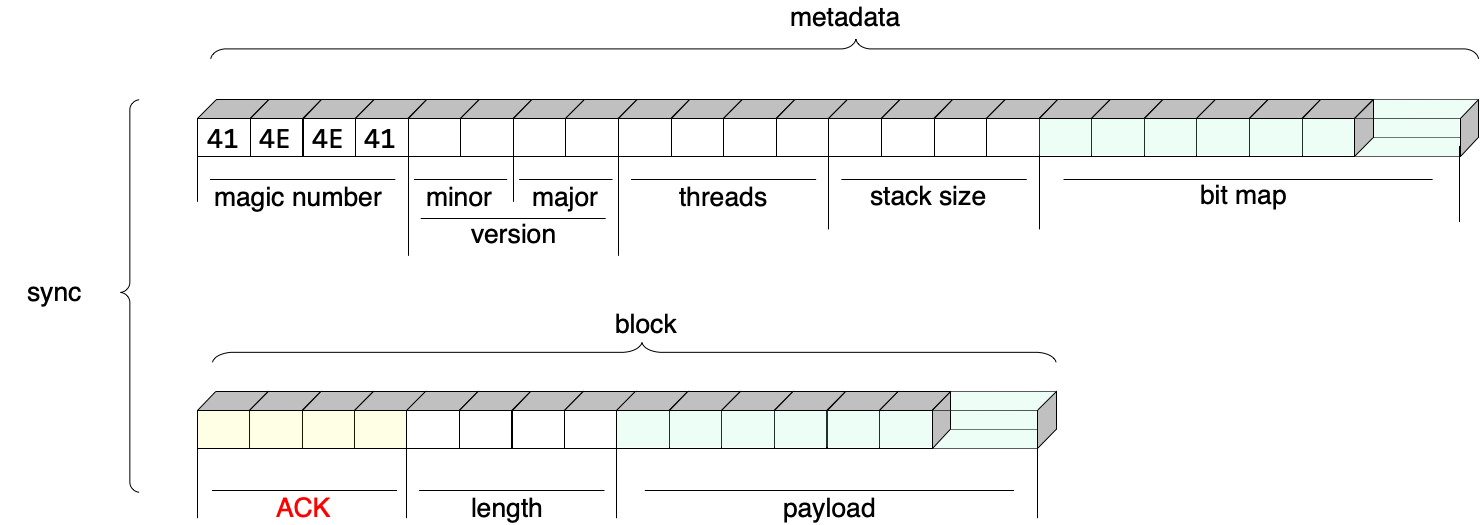 metadata
41 4E 4E 41
magic number minor major threads stack size bit map
version
sync
block
ACK length payload